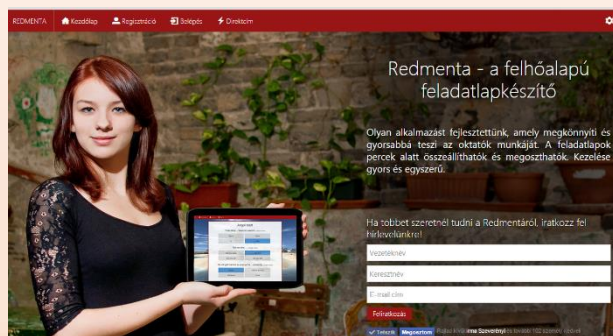 REDMENTA Kezdőlap Regisztráció Belépés Direktcím
Redmenta - a felhőalapú
feladatlapkészítő
Olyan alkalmazást fejlesztettünk, amely megkönnyíti és
gyorsabbá teszi az oktatók munkáját. A feladatlapok
percek alatt összeállíthatók és megoszthatók. Kezelése
gyors és egyszerű.
Ha többet szeretnél tudni a Redmentáról, iratkozz fel
hírlevelünkre!
Vezetéknév
Keresztnév
E-mail cím
Feliratkozás
Tetszik Megosztom